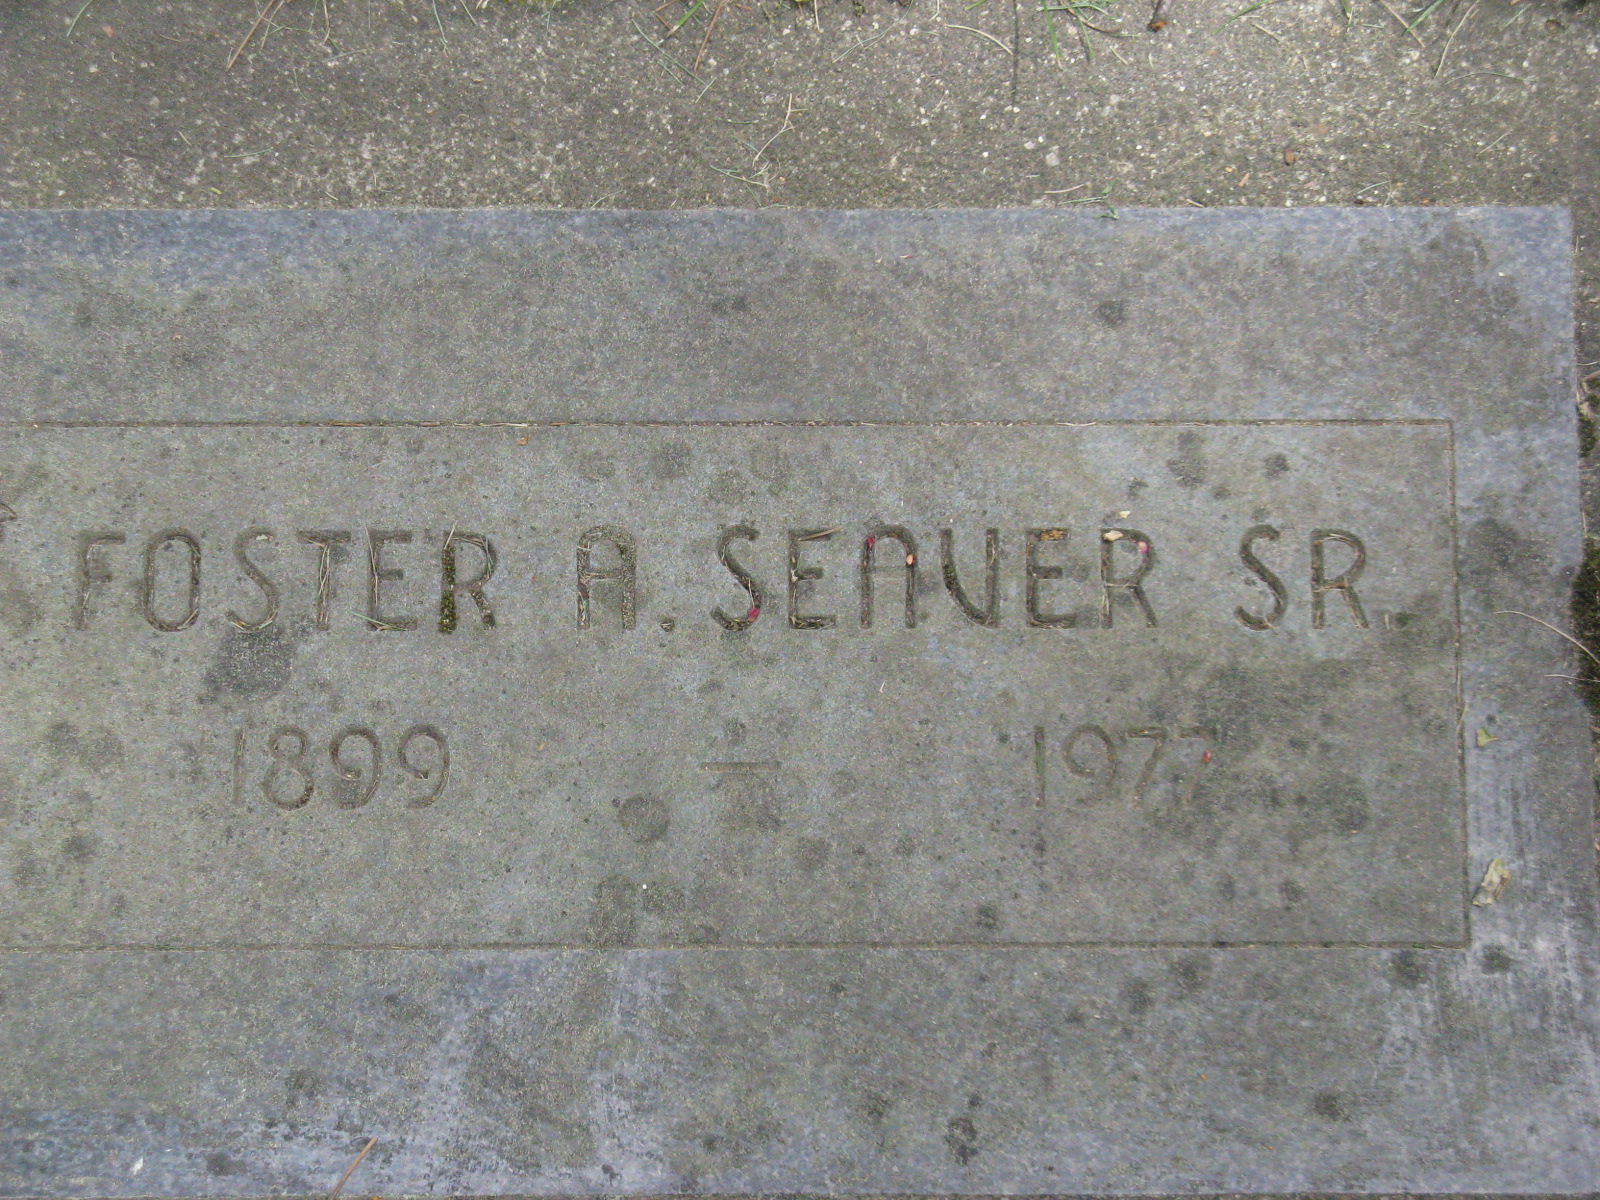 FOSTER A. SEAVER SR.
1899 — 1977